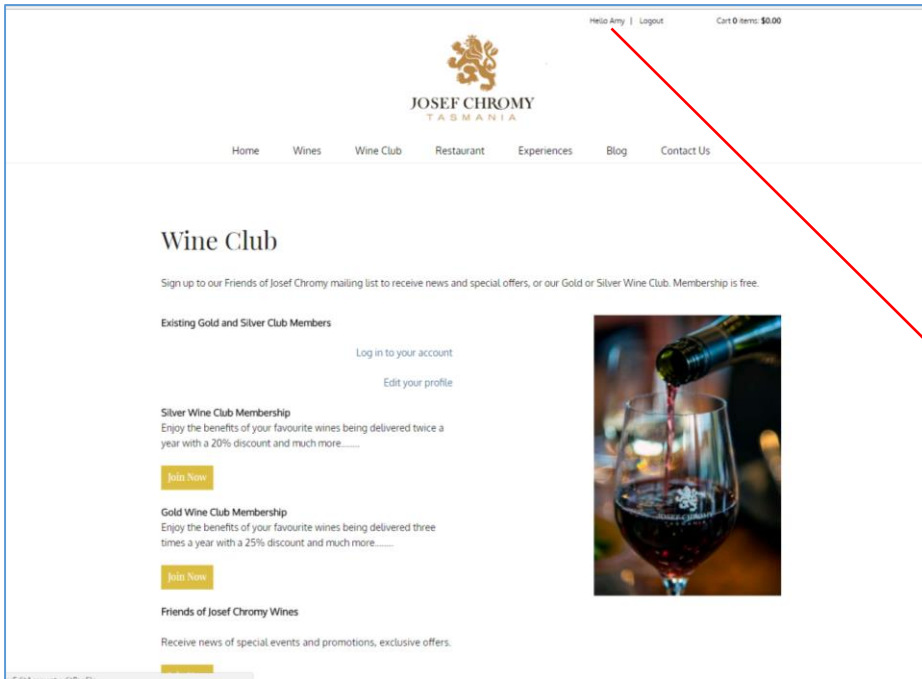 Hello Amy | Logout Cart 0 items: $0.00
JOSEF CHROMY
TASMANIA
Home Wines Wine Club Restaurant Experiences Blog Contact Us
Wine Club
Sign up to our Friends of Josef Chromy mailing list to receive news and special offers, or our Gold or Silver Wine Club. Membership is free.
Existing Gold and Silver Club Members
Log in to your account
Edit your profile
Silver Wine Club Membership
Enjoy the benefits of your favourite wines being delivered twice a
year with a 20% discount and much more........
Join Now
Gold Wine Club Membership
Enjoy the benefits of your favourite wines being delivered three
times a year with a 25% discount and much more........
Join Now
Friends of Josef Chromy Wines
Receive news of special events and promotions, exclusive offers.
JOSEF CHROMY
TASMANIA